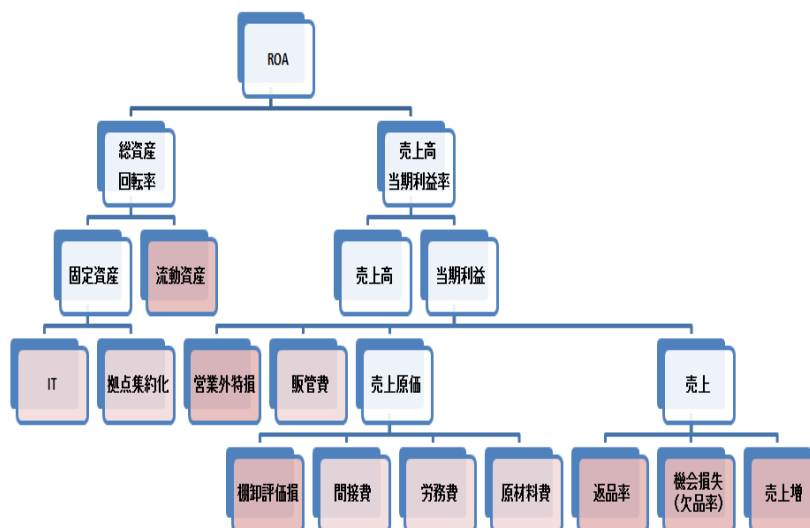 ROA
総資産
回転率
売上高
当期利益率
固定資産
流動資産
売上高
当期利益
IT
拠点集約化
営業外特損
販管費
売上原価
売上
棚卸評価損
間接費
労務費
原材料費
返品率
機会損失
(欠品率)
売上増